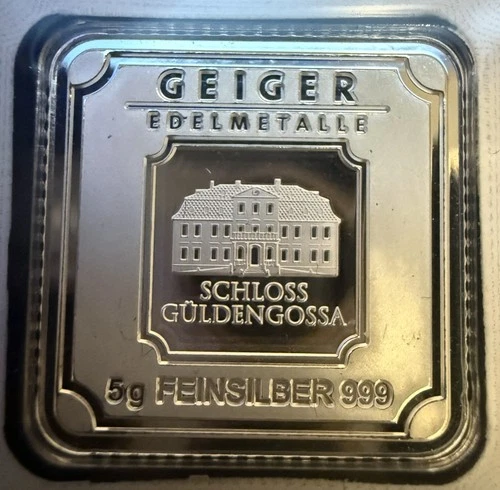 GEIGER
EDELMETALLE
SCHLOSS
GÜLDENGOSSA
5g FEINSILBER 999